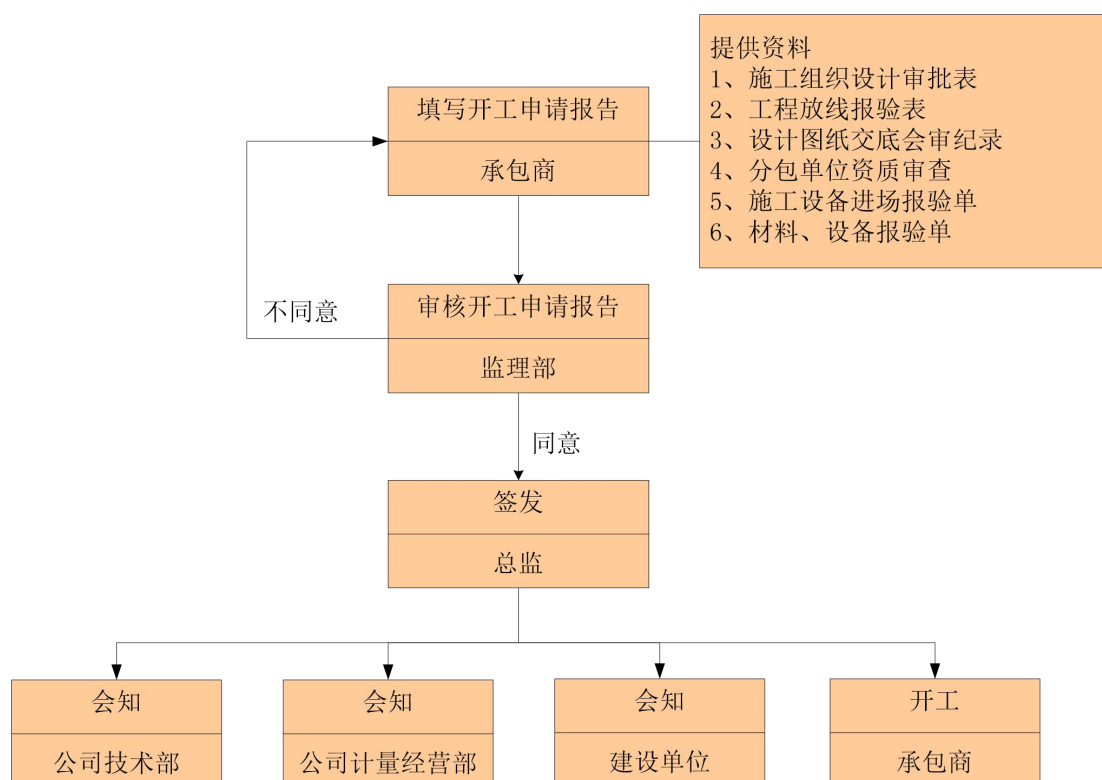 提供资料
1、施工组织设计审批表
2、工程放线报验表
3、设计图纸交底会审纪录
4、分包单位资质审查
5、施工设备进场报验单
6、材料、设备报验单
填写开工申请报告
承包商
不同意
审核开工申请报告
监理部
同意
签发
总监
会知
公司技术部
会知
公司计量经营部
会知
建设单位
开工
承包商